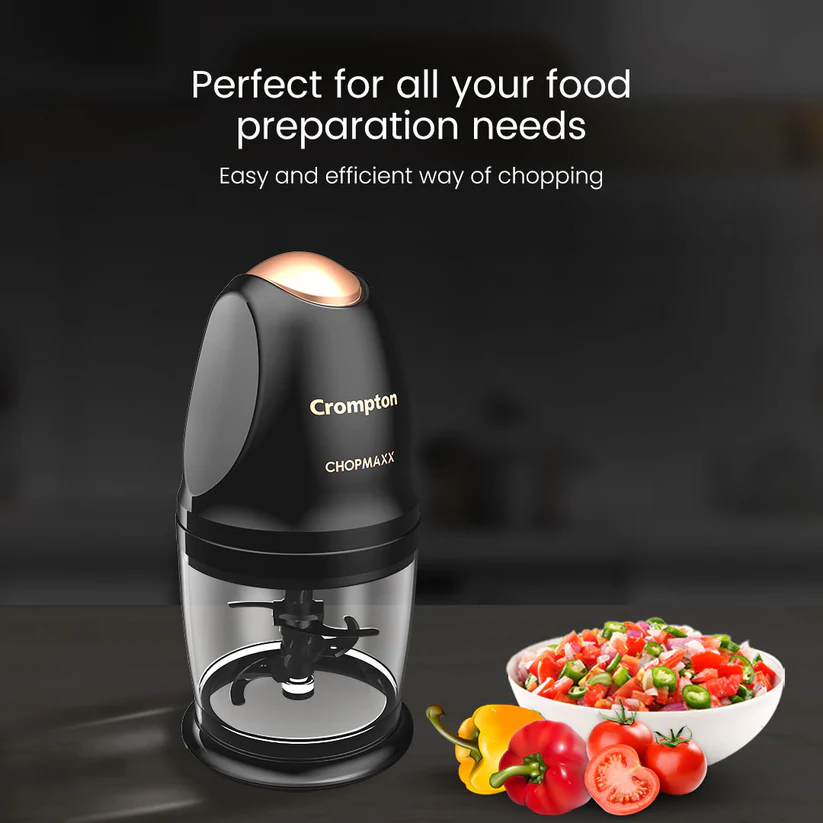 Perfect for all your food
preparation needs
Easy and efficient way of chopping
Crompton
CHOPMAXX